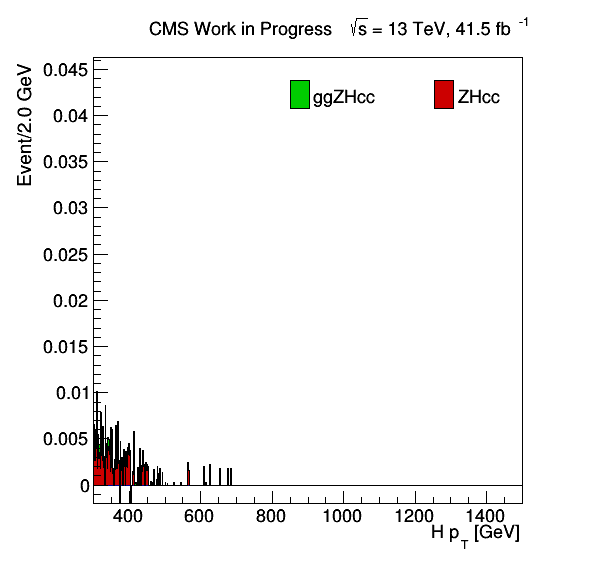 CMS Work in Progress √s = 13 TeV, 41.5 fb⁻¹
Event/2.0 GeV
ggZHcc ZHcc
0.045
0.04
0.035
0.03
0.025
0.02
0.015
0.01
0.005
0
400 600 800 1000 1200 1400
H p_T [GeV]